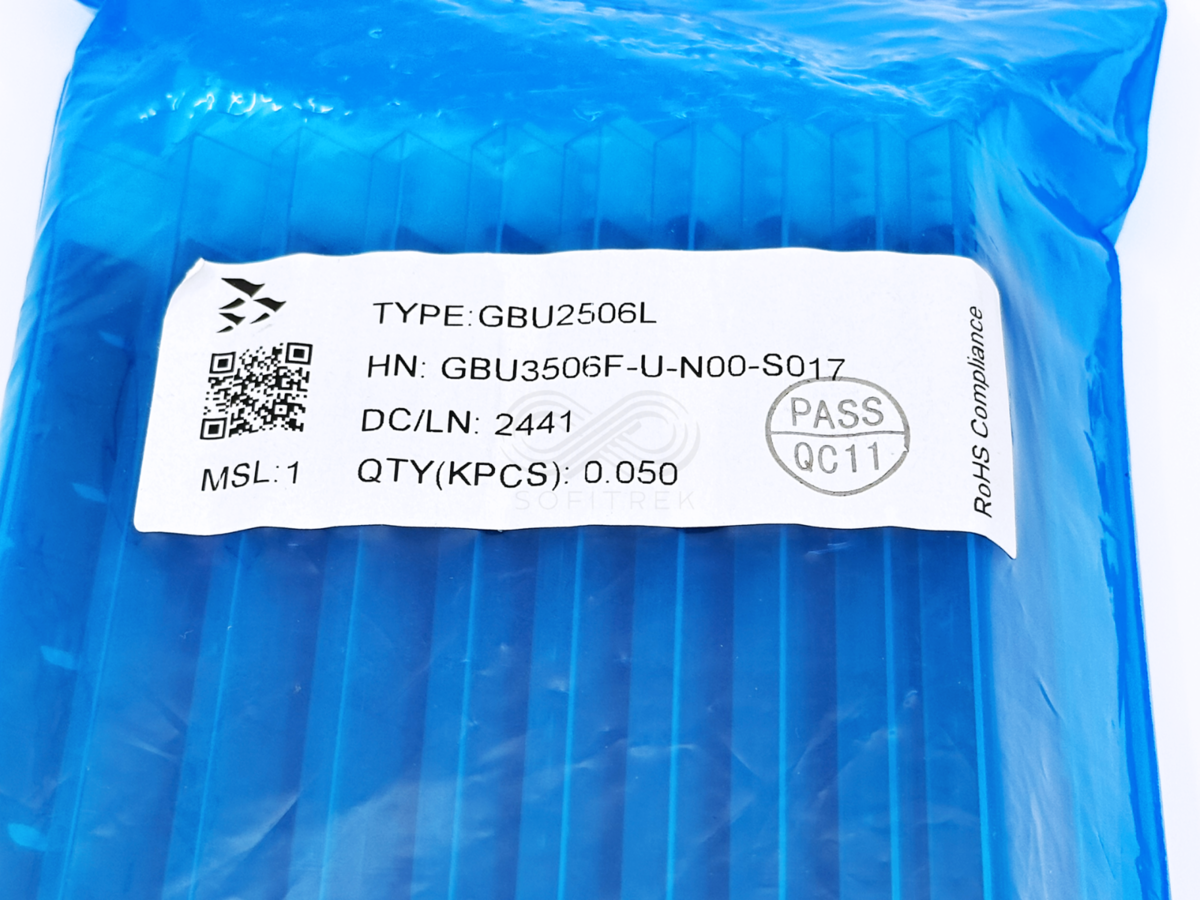 TYPE:GBU2506L
HN: GBU3506F-U-N00-S017
DC/LN: 2441
MSL:1 QTY(KPCS): 0.050
PASS
QC11
RoHS Compliance
SOFITREK